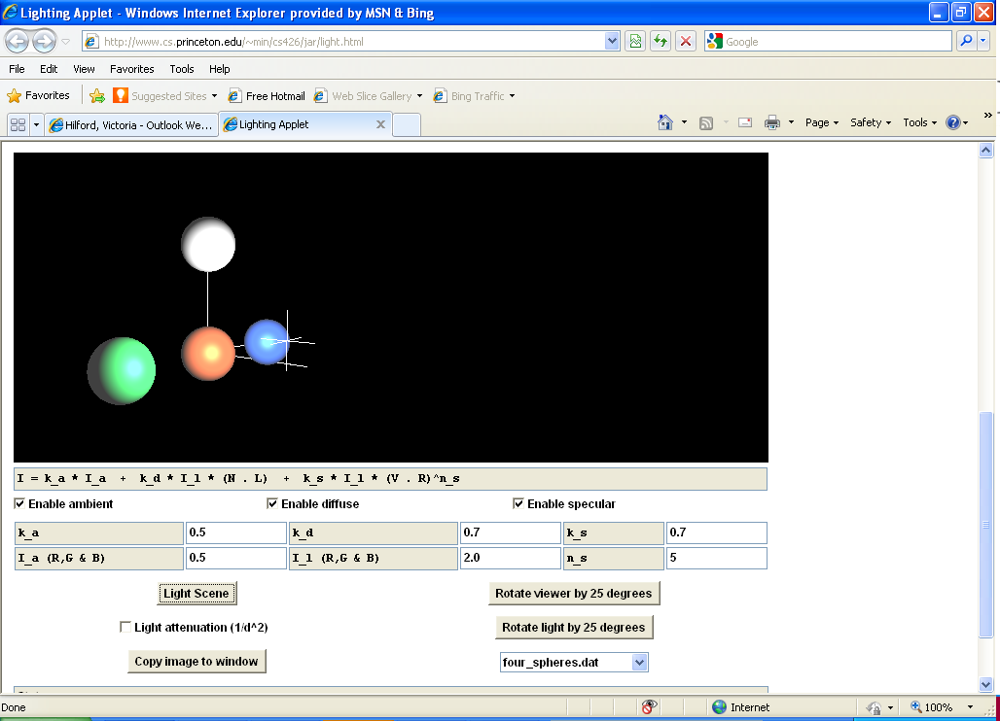 Lighting Applet - Windows Internet Explorer provided by MSN & Bing
http://www.cs.princeton.edu/~min/cs426/jar/light.html
Google
File Edit View Favorites Tools Help
Favorites Suggested Sites Free Hotmail Web Slice Gallery Bing Traffic
Hilford, Victoria - Outlook We... Lighting Applet Page Safety Tools
I = k_a * I_a + k_d * I_l * (N . L) + k_s * I_l * (V . R)^n_s
Enable ambient Enable diffuse Enable specular
k_a 0.5 k_d 0.7 k_s 0.7
I_a (R,G & B) 0.5 I_l (R,G & B) 2.0 n_s 5
Light Scene Rotate viewer by 25 degrees
Light attenuation (1/d^2) Rotate light by 25 degrees
Copy image to window four_spheres.dat
Done Internet 100%